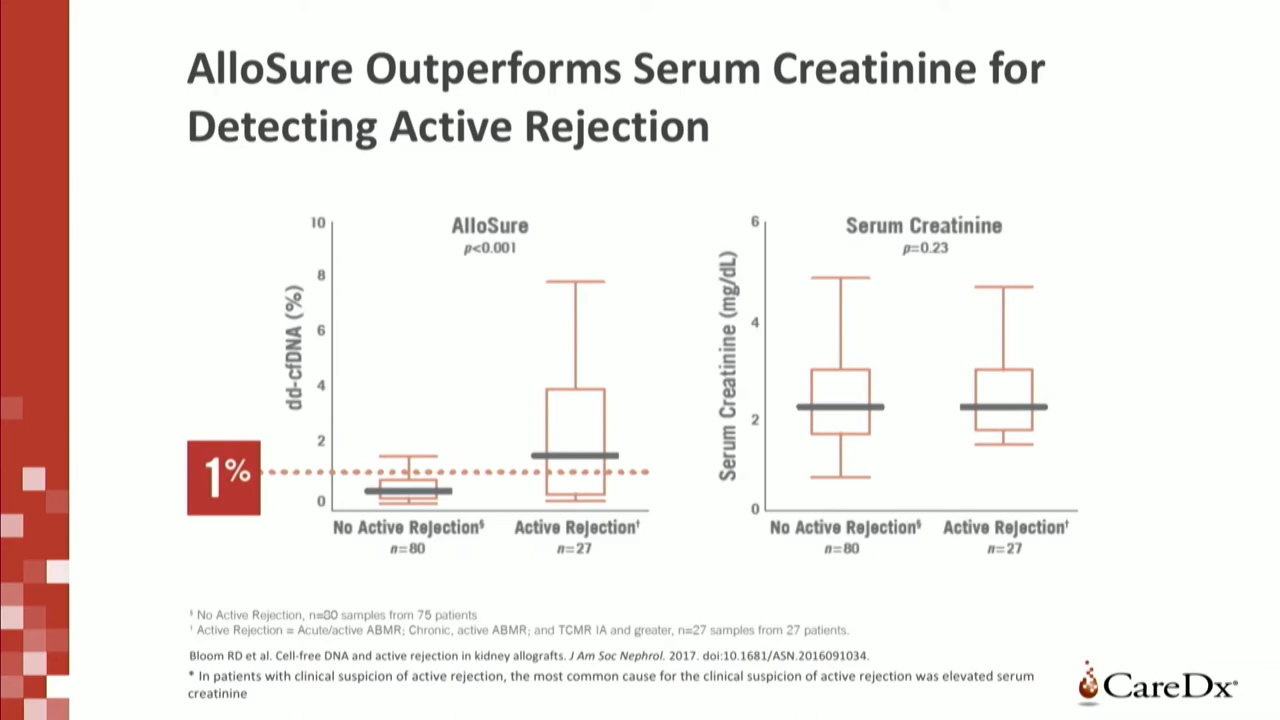 AlloSure Outperforms Serum Creatinine for
Detecting Active Rejection
10
8
6
4
2
0
dd-cfDNA (%)
AlloSure
p<0.001
1%
No Active Rejection§
n=80
Active Rejection†
n=27
6
4
2
0
Serum Creatinine (mg/dL)
Serum Creatinine
p=0.23
No Active Rejection§
n=80
Active Rejection†
n=27
§ No Active Rejection, n=80 samples from 75 patients
† Active Rejection = Acute/active ABMR; Chronic, active ABMR; and TCMR IA and greater, n=27 samples from 27 patients.
Bloom RD et al. Cell-free DNA and active rejection in kidney allografts. J Am Soc Nephrol. 2017. doi:10.1681/ASN.2016091034.
* In patients with clinical suspicion of active rejection, the most common cause for the clinical suspicion of active rejection was elevated serum
creatinine
CareDx®